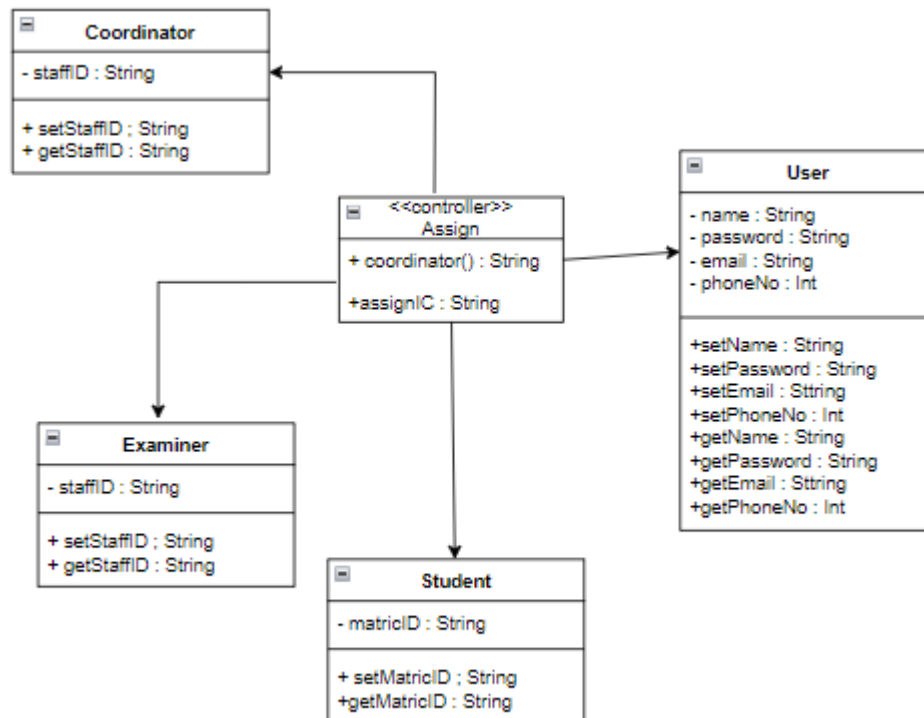 Coordinator
- staffID : String
+ setStaffID ; String
+ getStaffID : String
<<controller>>
Assign
+ coordinator() : String
+assignIC : String
User
- name : String
- password : String
- email : String
- phoneNo : Int
+setName : String
+setPassword : String
+setEmail : Sttring
+setPhoneNo : Int
+getName : String
+getPassword : String
+getEmail : Sttring
+getPhoneNo : Int
Examiner
- staffID : String
+ setStaffID ; String
+ getStaffID : String
Student
- matricID : String
+ setMatricID ; String
+getMatricID : String